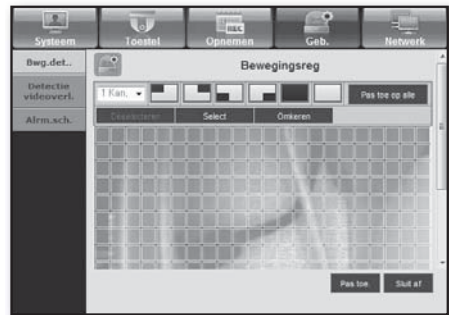 Systeem Toestel Opnemen Geb. Netwerk
Bwg.det..
Detectie
videoverl.
Alrm.sch.
Bewegingsreg
1 Kan. Pas toe op alle
Deselecteren Select Omkeren
Pas toe. Sluit af